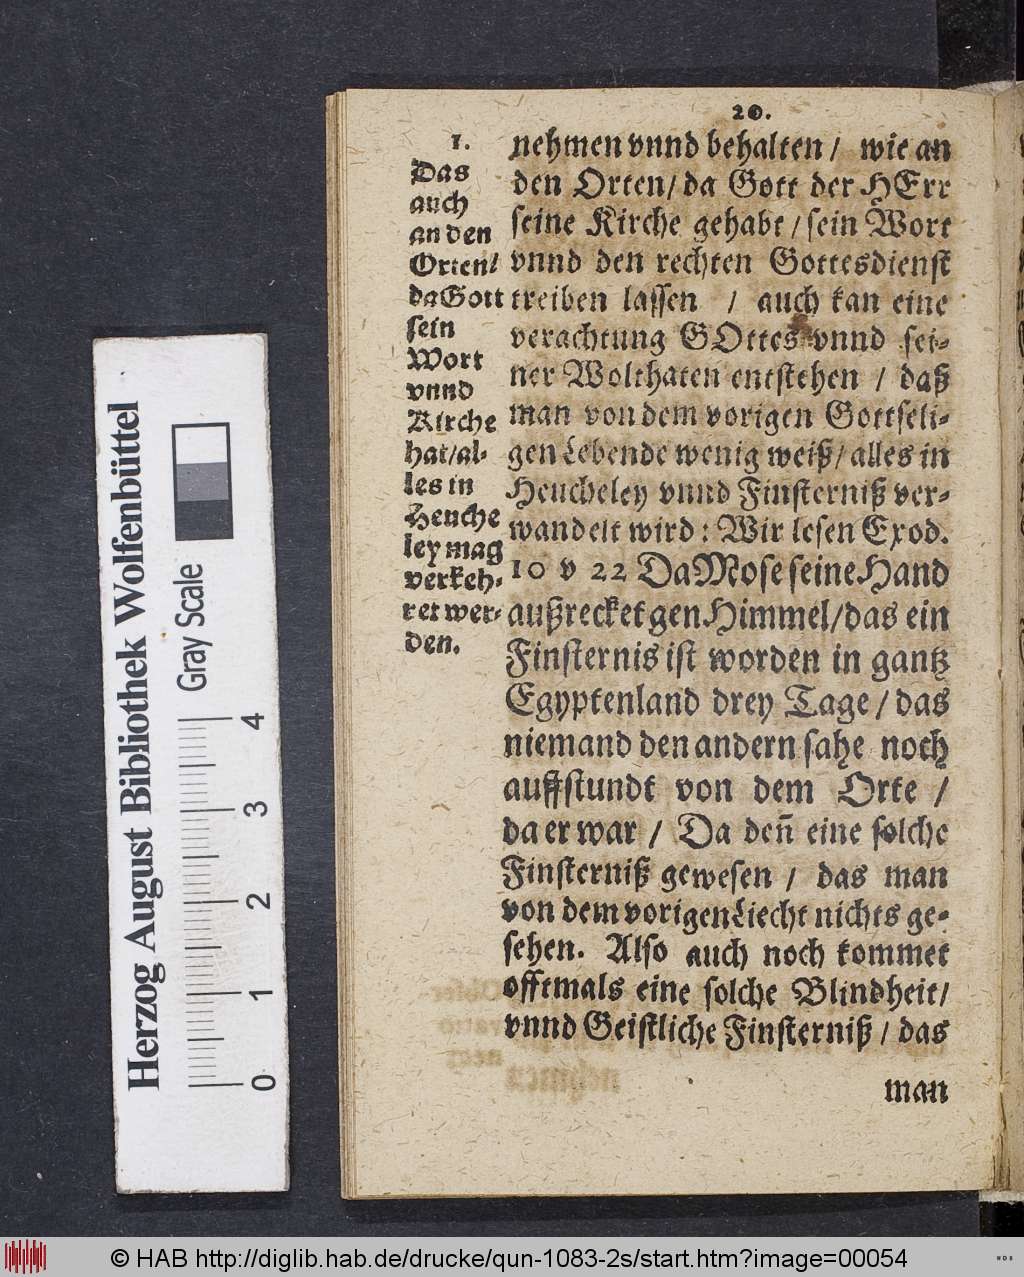 20.
1.
Das
auch
an den
Orten/
da Gott
sein
Wort
vnnd
Kirche
hat/al-
les in
Heuche
ley mag
verkeh-
ret wer-
den.
nehmen vnnd behalten / wie an
den Orten/ da Gott der HErr
seine Kirche gehabt / sein Wort
vnnd den rechten Gottesdienst
treiben lassen / auch kan eine
verachtung GOttes vnnd sei-
ner Wolthaten entstehen / daß
man von dem vorigen Gottseli-
gen Lebende wenig weiß / alles in
Heucheley vnnd Finsterniß ver-
wandelt wird : Wir lesen Exod.
10 v 22 Da Mose seine Hand
außrecket gen Himmel/das ein
Finsternis ist worden in gantz
Egyptenland drey Tage / das
niemand den andern sahe noch
auffstundt von dem Orte /
da er war / Da deñ eine solche
Finsterniß gewesen / das man
von dem vorigen Liecht nichts ge-
sehen. Also auch noch kommet
offtmals eine solche Blindheit/
vnnd Geistliche Finsterniß / das
man
Herzog August Bibliothek Wolfenbüttel
Gray Scale
0 1 2 3 4
© HAB http://diglib.hab.de/drucke/qun-1083-2s/start.htm?image=00054